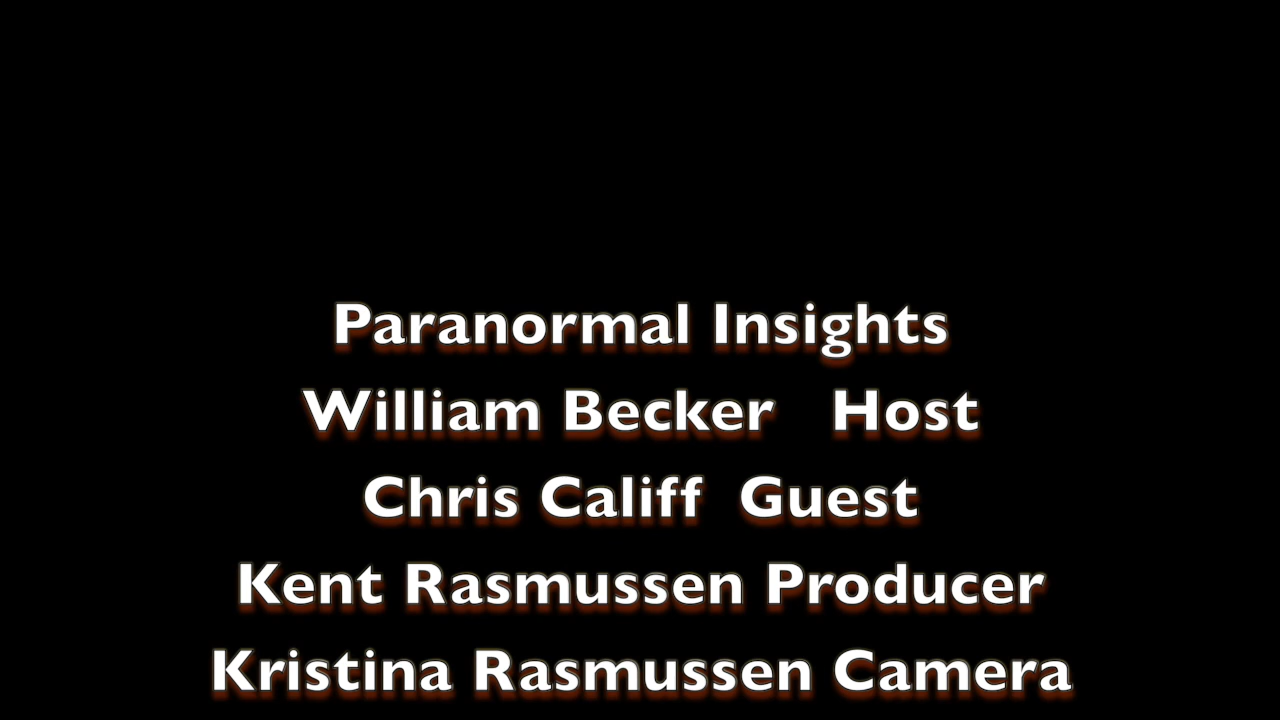 Paranormal Insights
William Becker   Host
Chris Califf  Guest
Kent Rasmussen Producer
Kristina Rasmussen Camera